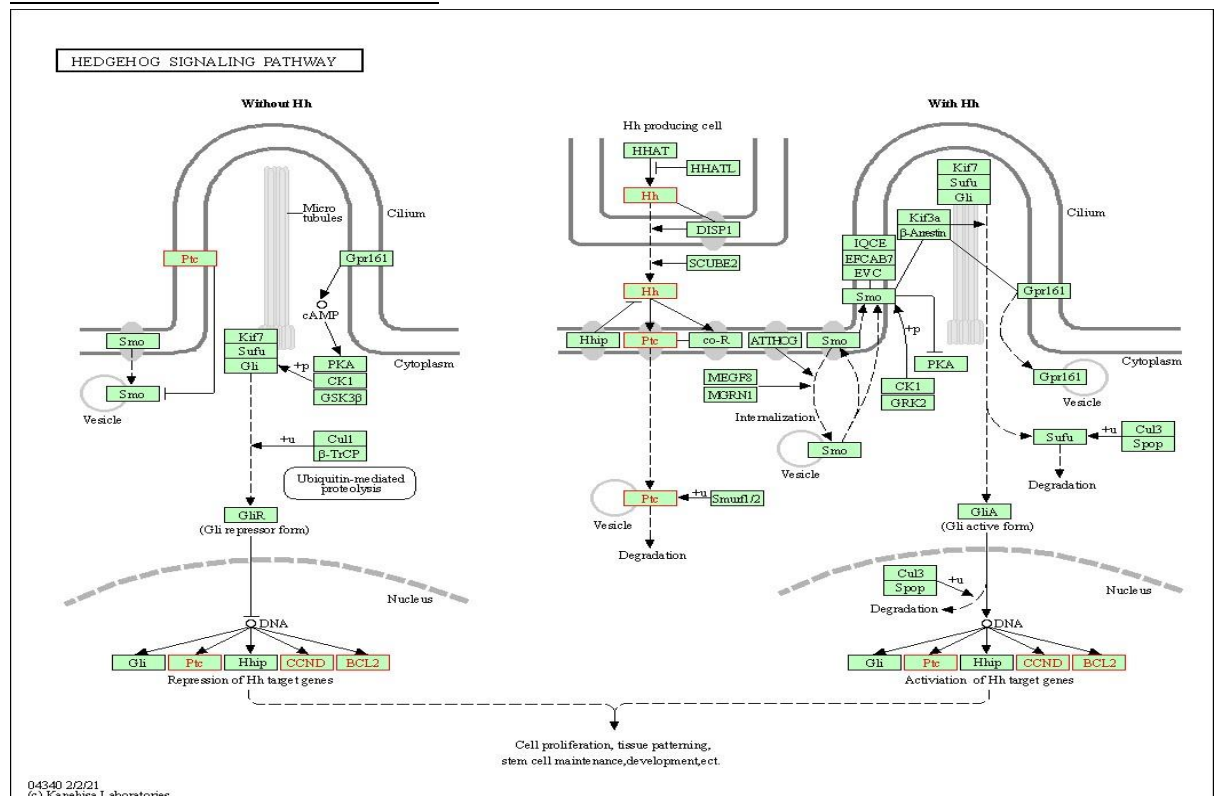 HEDGEHOG SIGNALING PATHWAY
Without Hh
Micro
tubules
Cilium
Ptc
Gpr161
cAMP
Smo
Kif7
Sufu
Gli
+p
PKA
CK1
GSK3β
Cytoplasm
Smo
Vesicle
+u
Cul1
β-TrCP
Ubiquitin-mediated
proteolysis
GliR
(Gli repressor form)
Nucleus
DNA
Gli
Ptc
Hhip
CCND
BCL2
Repression of Hh target genes
Hh producing cell
HHAT
HHATL
Hh
DISP1
SCUBE2
Hh
Hhip
Ptc
co-R
ATTHOG
Smo
MEGF8
MGRN1
Internalization
Smo
Vesicle
Ptc
+u
Smurf1/2
Vesicle
Degradation
With Hh
Kif7
Sufu
Gli
Cilium
Kif3a
β-Arrestin
IQCE
EFCAB7
EVC
Smo
Gpr161
+p
PKA
CK1
GRK2
Cytoplasm
Gpr161
Vesicle
Sufu
+u
Cul3
Spop
Degradation
GliA
(Gli active form)
Cul3
Spop
+u
Degradation
Nucleus
DNA
Gli
Ptc
Hhip
CCND
BCL2
Activiation of Hh target genes
Cell proliferation, tissue patterning,
stem cell maintenance,development,ect.
04340 2/2/21
(c) Kanehisa Laboratories